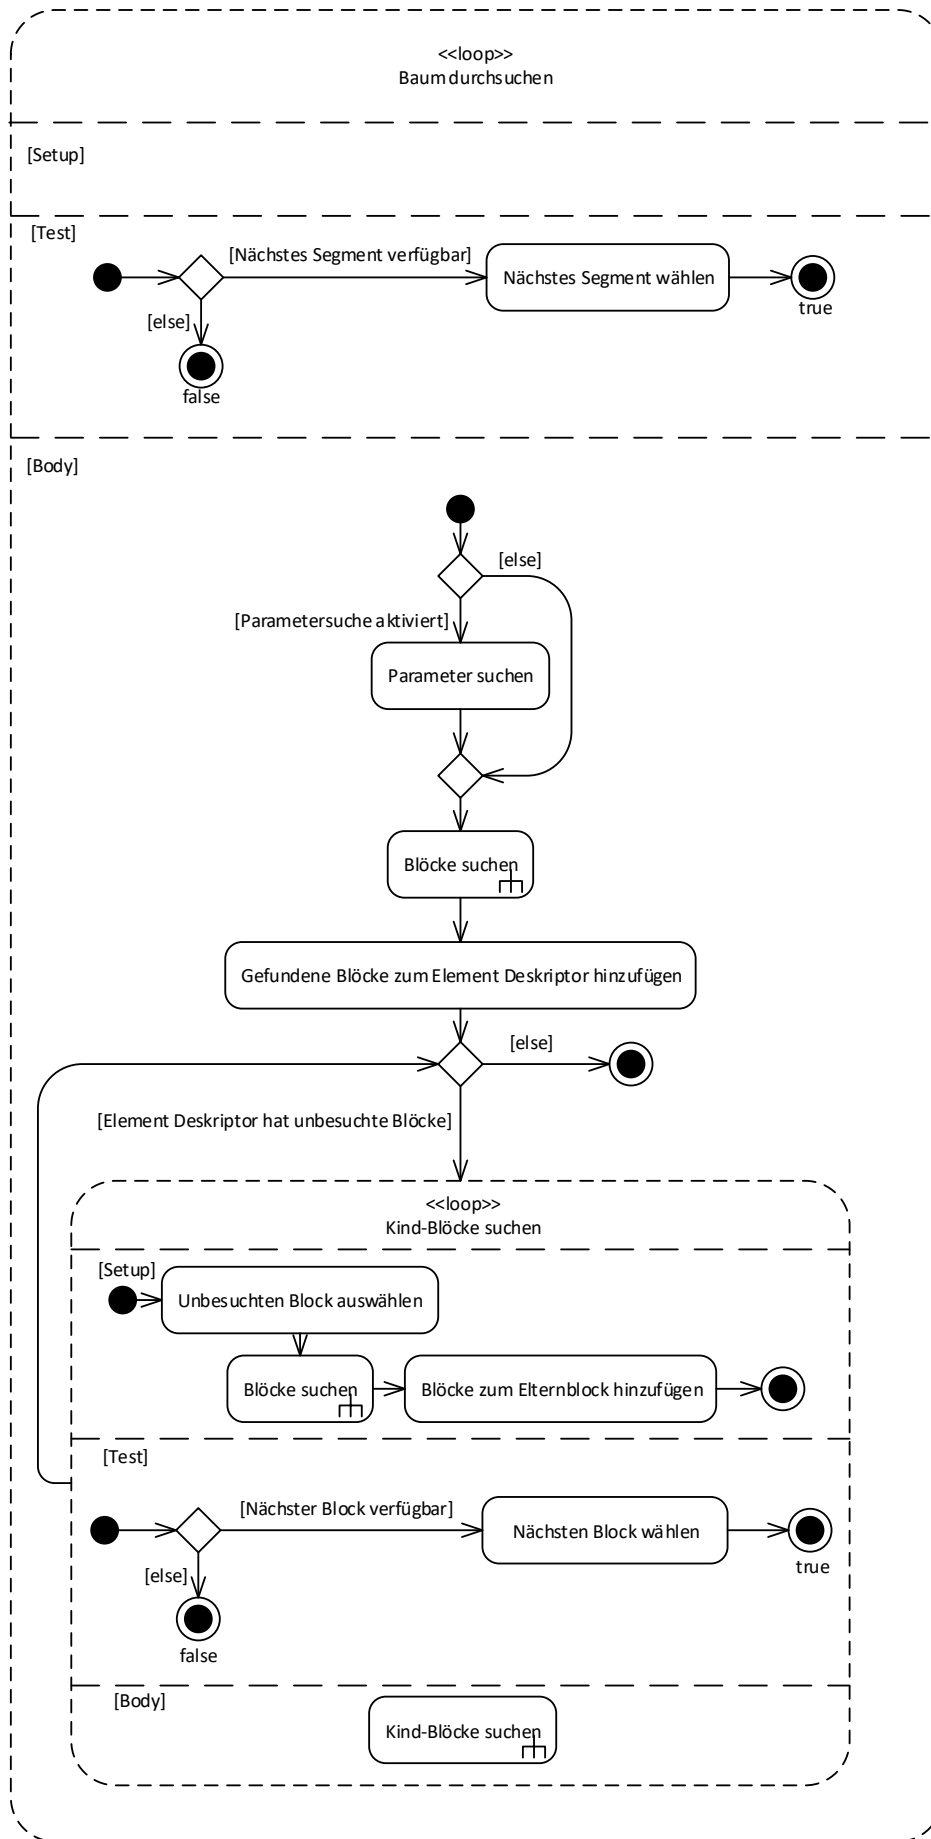 <<loop>>
Baum durchsuchen
[Setup]
[Test]
[Nächstes Segment verfügbar]
Nächstes Segment wählen
true
[else]
false
[Body]
[else]
[Parametersuche aktiviert]
Parameter suchen
Blöcke suchen
Gefundene Blöcke zum Element Deskriptor hinzufügen
[else]
[Element Deskriptor hat unbesuchte Blöcke]
<<loop>>
Kind-Blöcke suchen
[Setup]
Unbesuchten Block auswählen
Blöcke suchen
Blöcke zum Elternblock hinzufügen
[Test]
[Nächster Block verfügbar]
Nächsten Block wählen
true
[else]
false
[Body]
Kind-Blöcke suchen